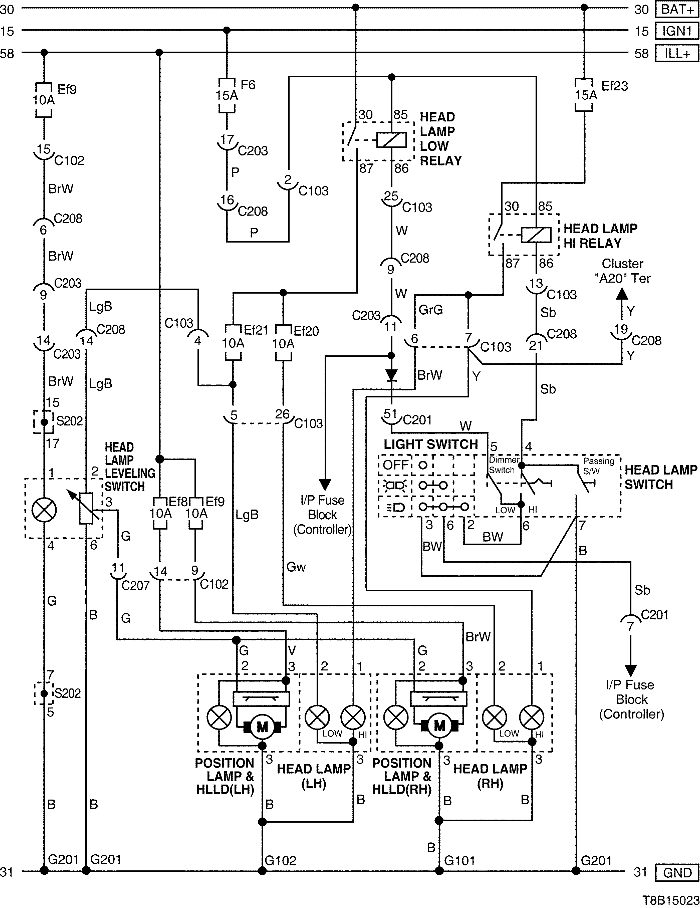 30 30 BAT+
15 15 IGN1
58 58 ILL+
Ef9
10A
F6
15A
Ef23
15A
30 85
HEAD
LAMP
LOW
RELAY
87 86
15
C102
17
C203
P
BrW
2
C103
25
C103
16
C208
P
W
30 85
HEAD LAMP
HI RELAY
87 86
C208
6
BrW
C203
9
9
C208
W
Cluster
"A20" Ter
13
C103
Sb
LgB
C208
14
14
C203
C103
4
Ef21
10A
Ef20
10A
C203
11
GrG
6
7
C103
Y
19
C208
Y
C208
21
BrW
LgB
BrW
Y
Sb
15
S202
17
5
26
C103
51
C201
W
LIGHT SWITCH
5 4
OFF
Dimmer
Switch
Passing
S/W
HEAD LAMP
SWITCH
LOW HI
3 6 2 6 7
HEAD
LAMP
LEVELING
SWITCH
1 2
3
4 6
Ef8
10A
Ef9
10A
LgB
I/P Fuse
Block
(Controller)
BW
BW
B
G
11
C207
14
9
C102
Gw
Sb
C201
7
G
B
G
I/P Fuse
Block
(Controller)
7
S202
5
G V
2 3 2 1
BrW
G
2 3 2 1
M
LOW HI
M
LOW HI
3 3
3 3
POSITION
LAMP &
HLLD(LH)
HEAD LAMP
(LH)
POSITION
LAMP &
HLLD(RH)
HEAD LAMP
(RH)
B B B B B B
B
G201 G201 G102 G101 G201
31 31 GND
T8B15023